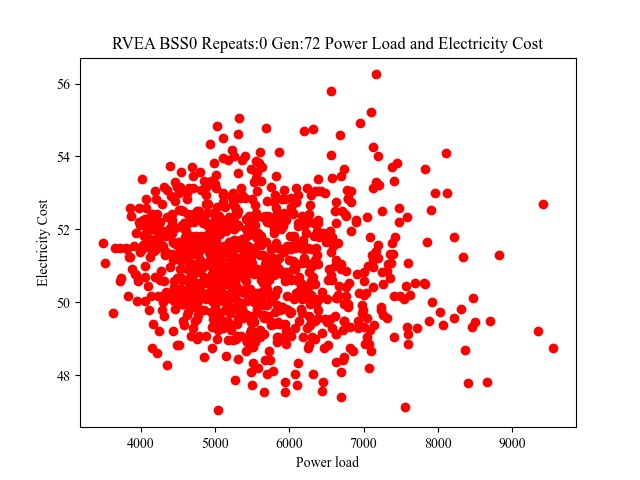 RVEA BSS0 Repeats:0 Gen:72 Power Load and Electricity Cost
56
54
52
50
48
Electricity Cost
4000 5000 6000 7000 8000 9000
Power load